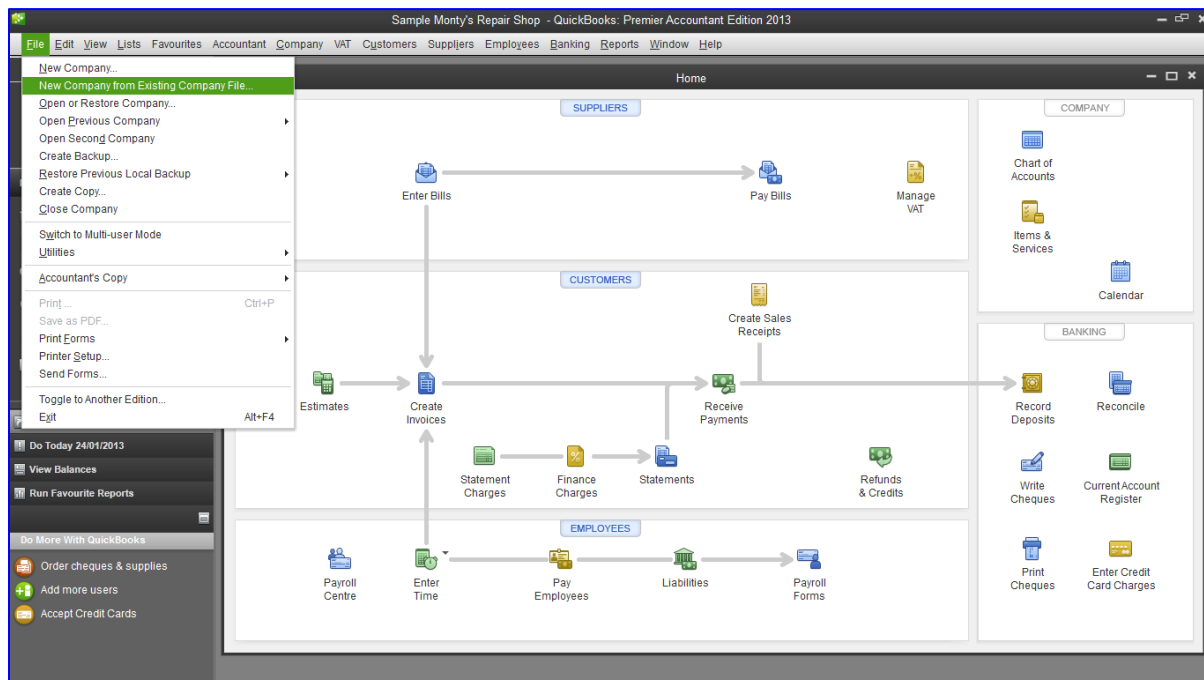 Sample Monty's Repair Shop - QuickBooks: Premier Accountant Edition 2013
File Edit View Lists Favourites Accountant Company VAT Customers Suppliers Employees Banking Reports Window Help
New Company...
New Company from Existing Company File...
Open or Restore Company...
Open Previous Company
Open Second Company
Create Backup...
Restore Previous Local Backup
Create Copy...
Close Company
Switch to Multi-user Mode
Utilities
Accountant's Copy
Print ... Ctrl+P
Save as PDF...
Print Forms
Printer Setup...
Send Forms...
Toggle to Another Edition...
Exit Alt+F4
Do Today 24/01/2013
View Balances
Run Favourite Reports
Do More With QuickBooks
Order cheques & supplies
Add more users
Accept Credit Cards
Home
SUPPLIERS
Enter Bills
Pay Bills
Manage
VAT
CUSTOMERS
Create Sales
Receipts
Estimates
Create
Invoices
Receive
Payments
Statement
Charges
Finance
Charges
Statements
Refunds
& Credits
EMPLOYEES
Payroll
Centre
Enter
Time
Pay
Employees
Liabilities
Payroll
Forms
COMPANY
Chart of
Accounts
Items &
Services
Calendar
BANKING
Record
Deposits
Reconcile
Write
Cheques
Current Account
Register
Print
Cheques
Enter Credit
Card Charges